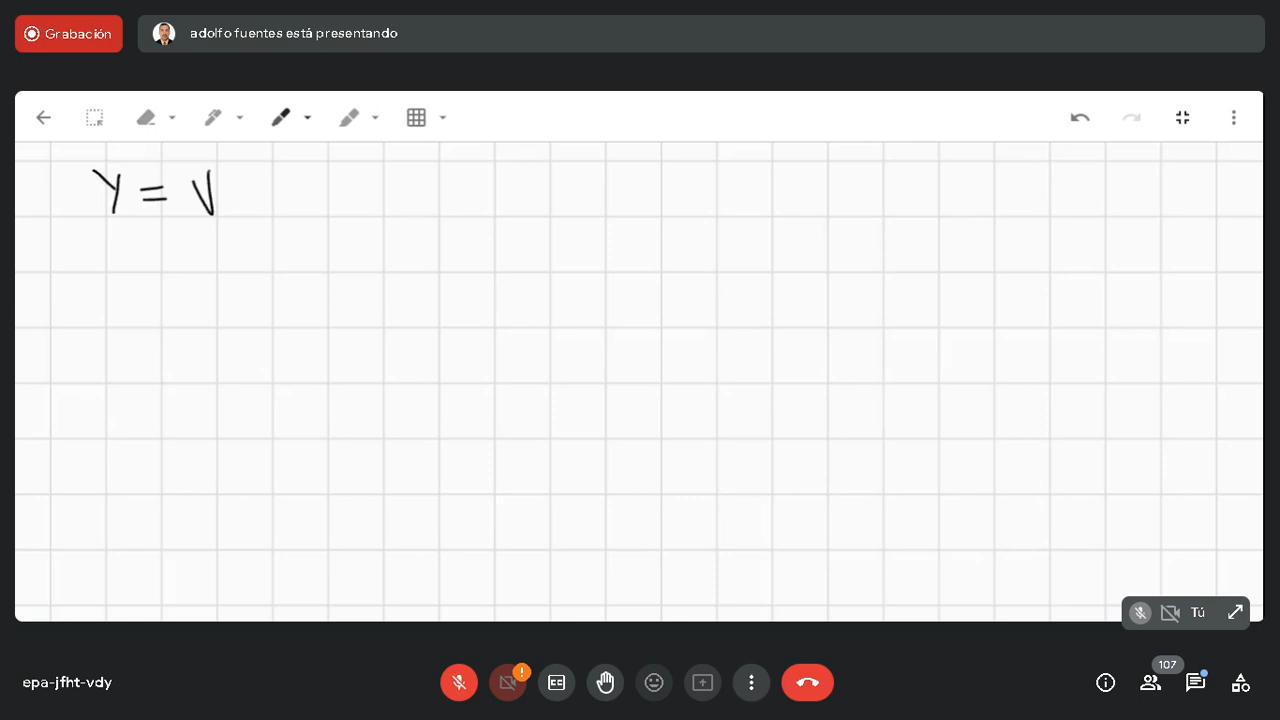 Grabación
adolfo fuentes está presentando
Y = V
Tú
epa-jfht-vdy
!
107